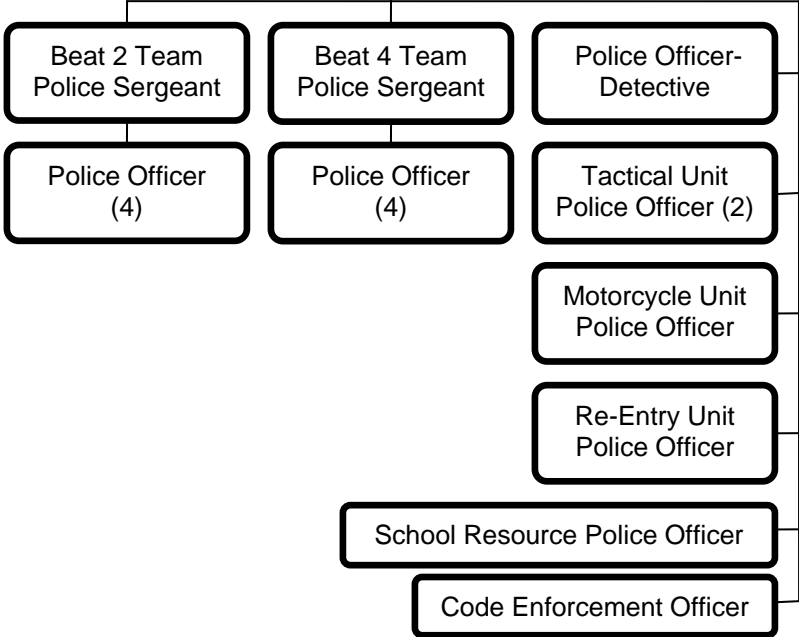 Beat 2 Team
Police Sergeant
Beat 4 Team
Police Sergeant
Police Officer-
Detective
Police Officer
(4)
Police Officer
(4)
Tactical Unit
Police Officer (2)
Motorcycle Unit
Police Officer
Re-Entry Unit
Police Officer
School Resource Police Officer
Code Enforcement Officer